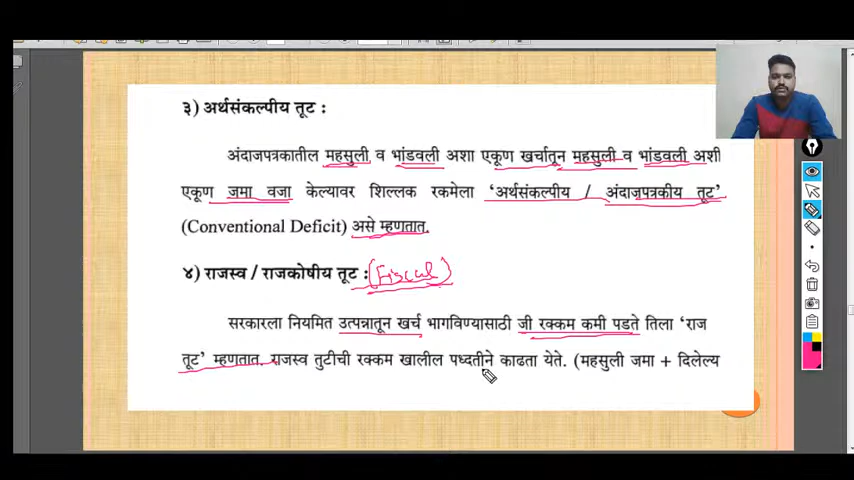 ३) अर्थसंकल्पीय तूट :
अंदाजपत्रकातील महसुली व भांडवली अशा एकूण खर्चातून महसुली व भांडवली अशी
एकूण जमा वजा केल्यावर शिल्लक रकमेला 'अर्थसंकल्पीय / अंदाजपत्रकीय तूट'
(Conventional Deficit) असे म्हणतात.
४) राजस्व / राजकोषीय तूट : (Fiscal)
सरकारला नियमित उत्पन्नातून खर्च भागविण्यासाठी जी रक्कम कमी पडते तिला 'राज
तूट' म्हणतात. राजस्व तुटीची रक्कम खालील पध्दतीने काढता येते. (महसुली जमा + दिलेल्य